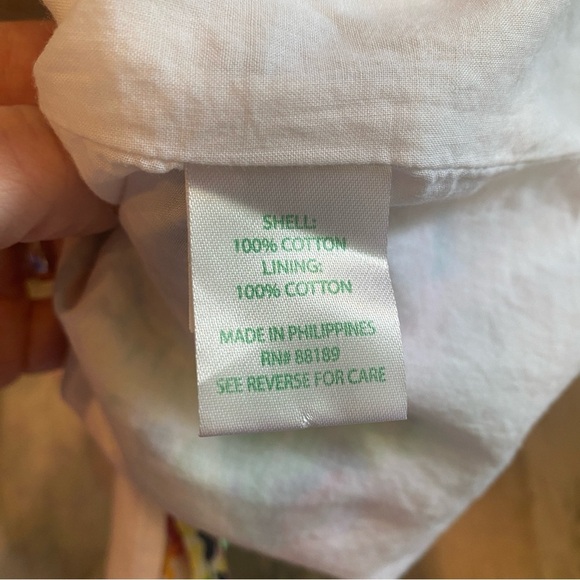 SHELL:
100% COTTON
LINING:
100% COTTON
MADE IN PHILIPPINES
RN# 88189
SEE REVERSE FOR CARE